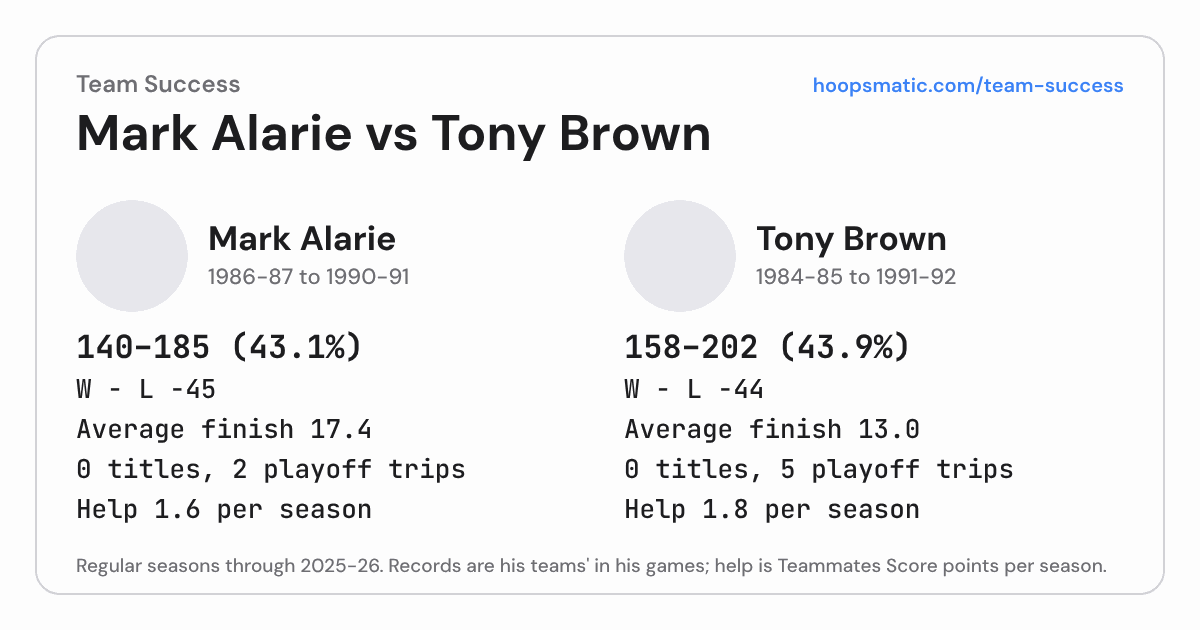 Team Success
hoopsmatic.com/team-success
Mark Alarie vs Tony Brown
Mark Alarie
1986-87 to 1990-91
140-185 (43.1%)
W - L -45
Average finish 17.4
0 titles, 2 playoff trips
Help 1.6 per season
Tony Brown
1984-85 to 1991-92
158-202 (43.9%)
W - L -44
Average finish 13.0
0 titles, 5 playoff trips
Help 1.8 per season
Regular seasons through 2025-26. Records are his teams' in his games; help is Teammates Score points per season.